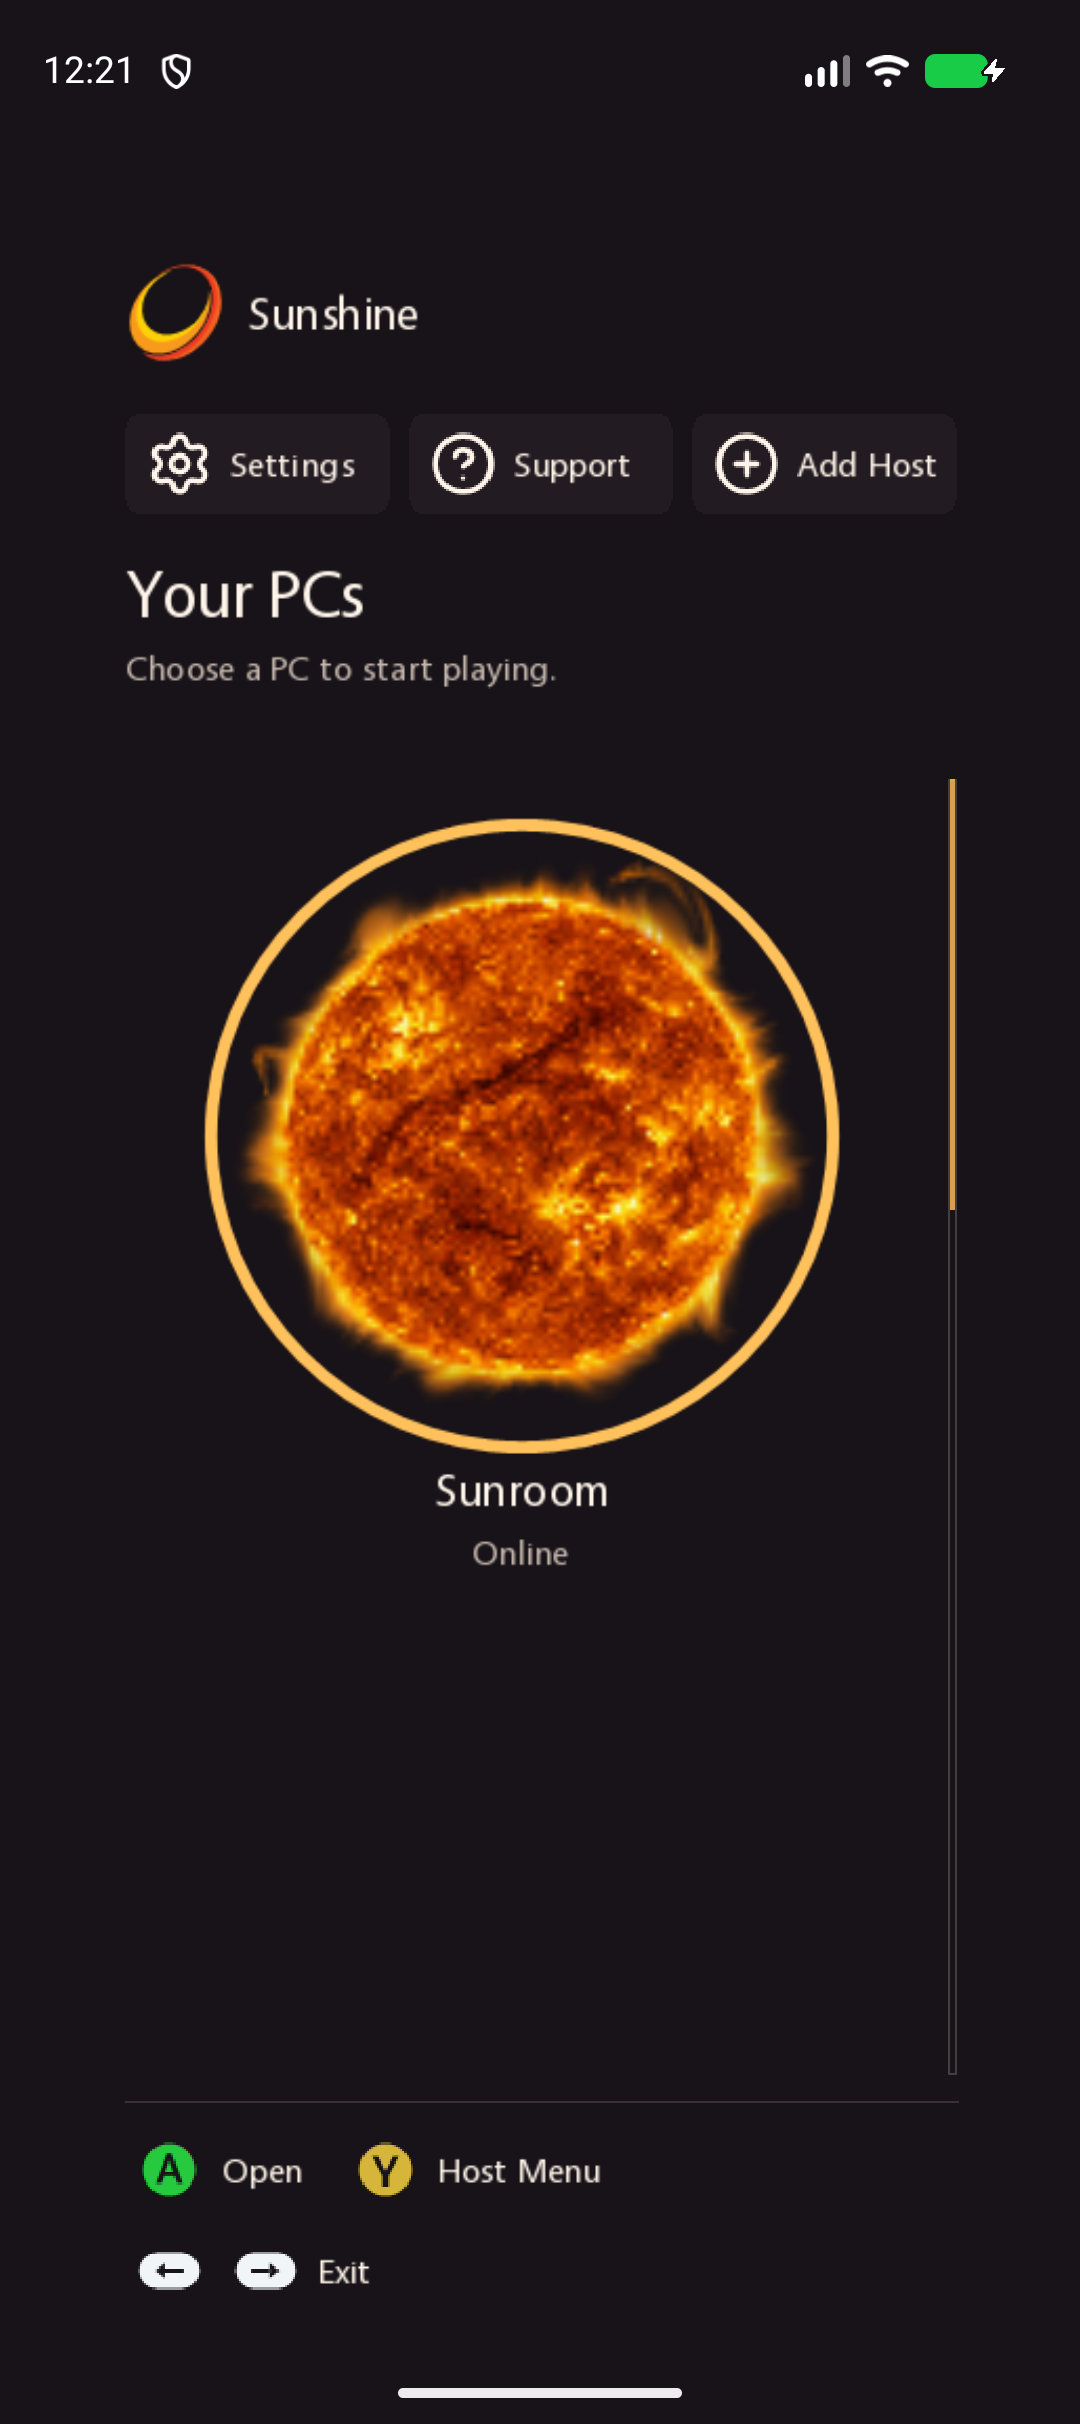 12:21
Sunshine
Settings
Support
Add Host
Your PCs
Choose a PC to start playing.
Sunroom
Online
A Open
Y Host Menu
Exit